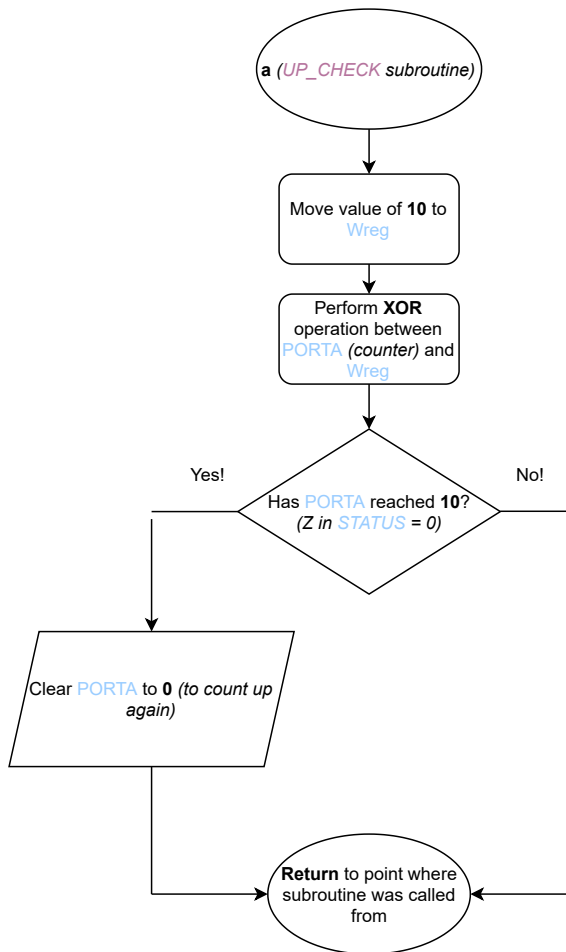 a (UP_CHECK subroutine)
Move value of 10 to
Wreg
Perform XOR
operation between
PORTA (counter) and
Wreg
Yes!
No!
Has PORTA reached 10?
(Z in STATUS = 0)
Clear PORTA to 0 (to count up
again)
Return to point where
subroutine was called
from